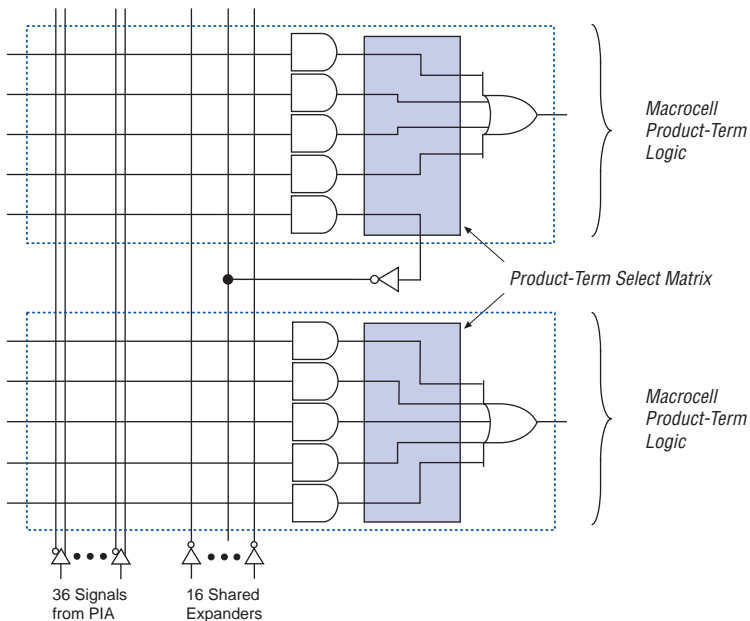 Macrocell
Product-Term
Logic
Product-Term Select Matrix
Macrocell
Product-Term
Logic
36 Signals
from PIA
16 Shared
Expanders